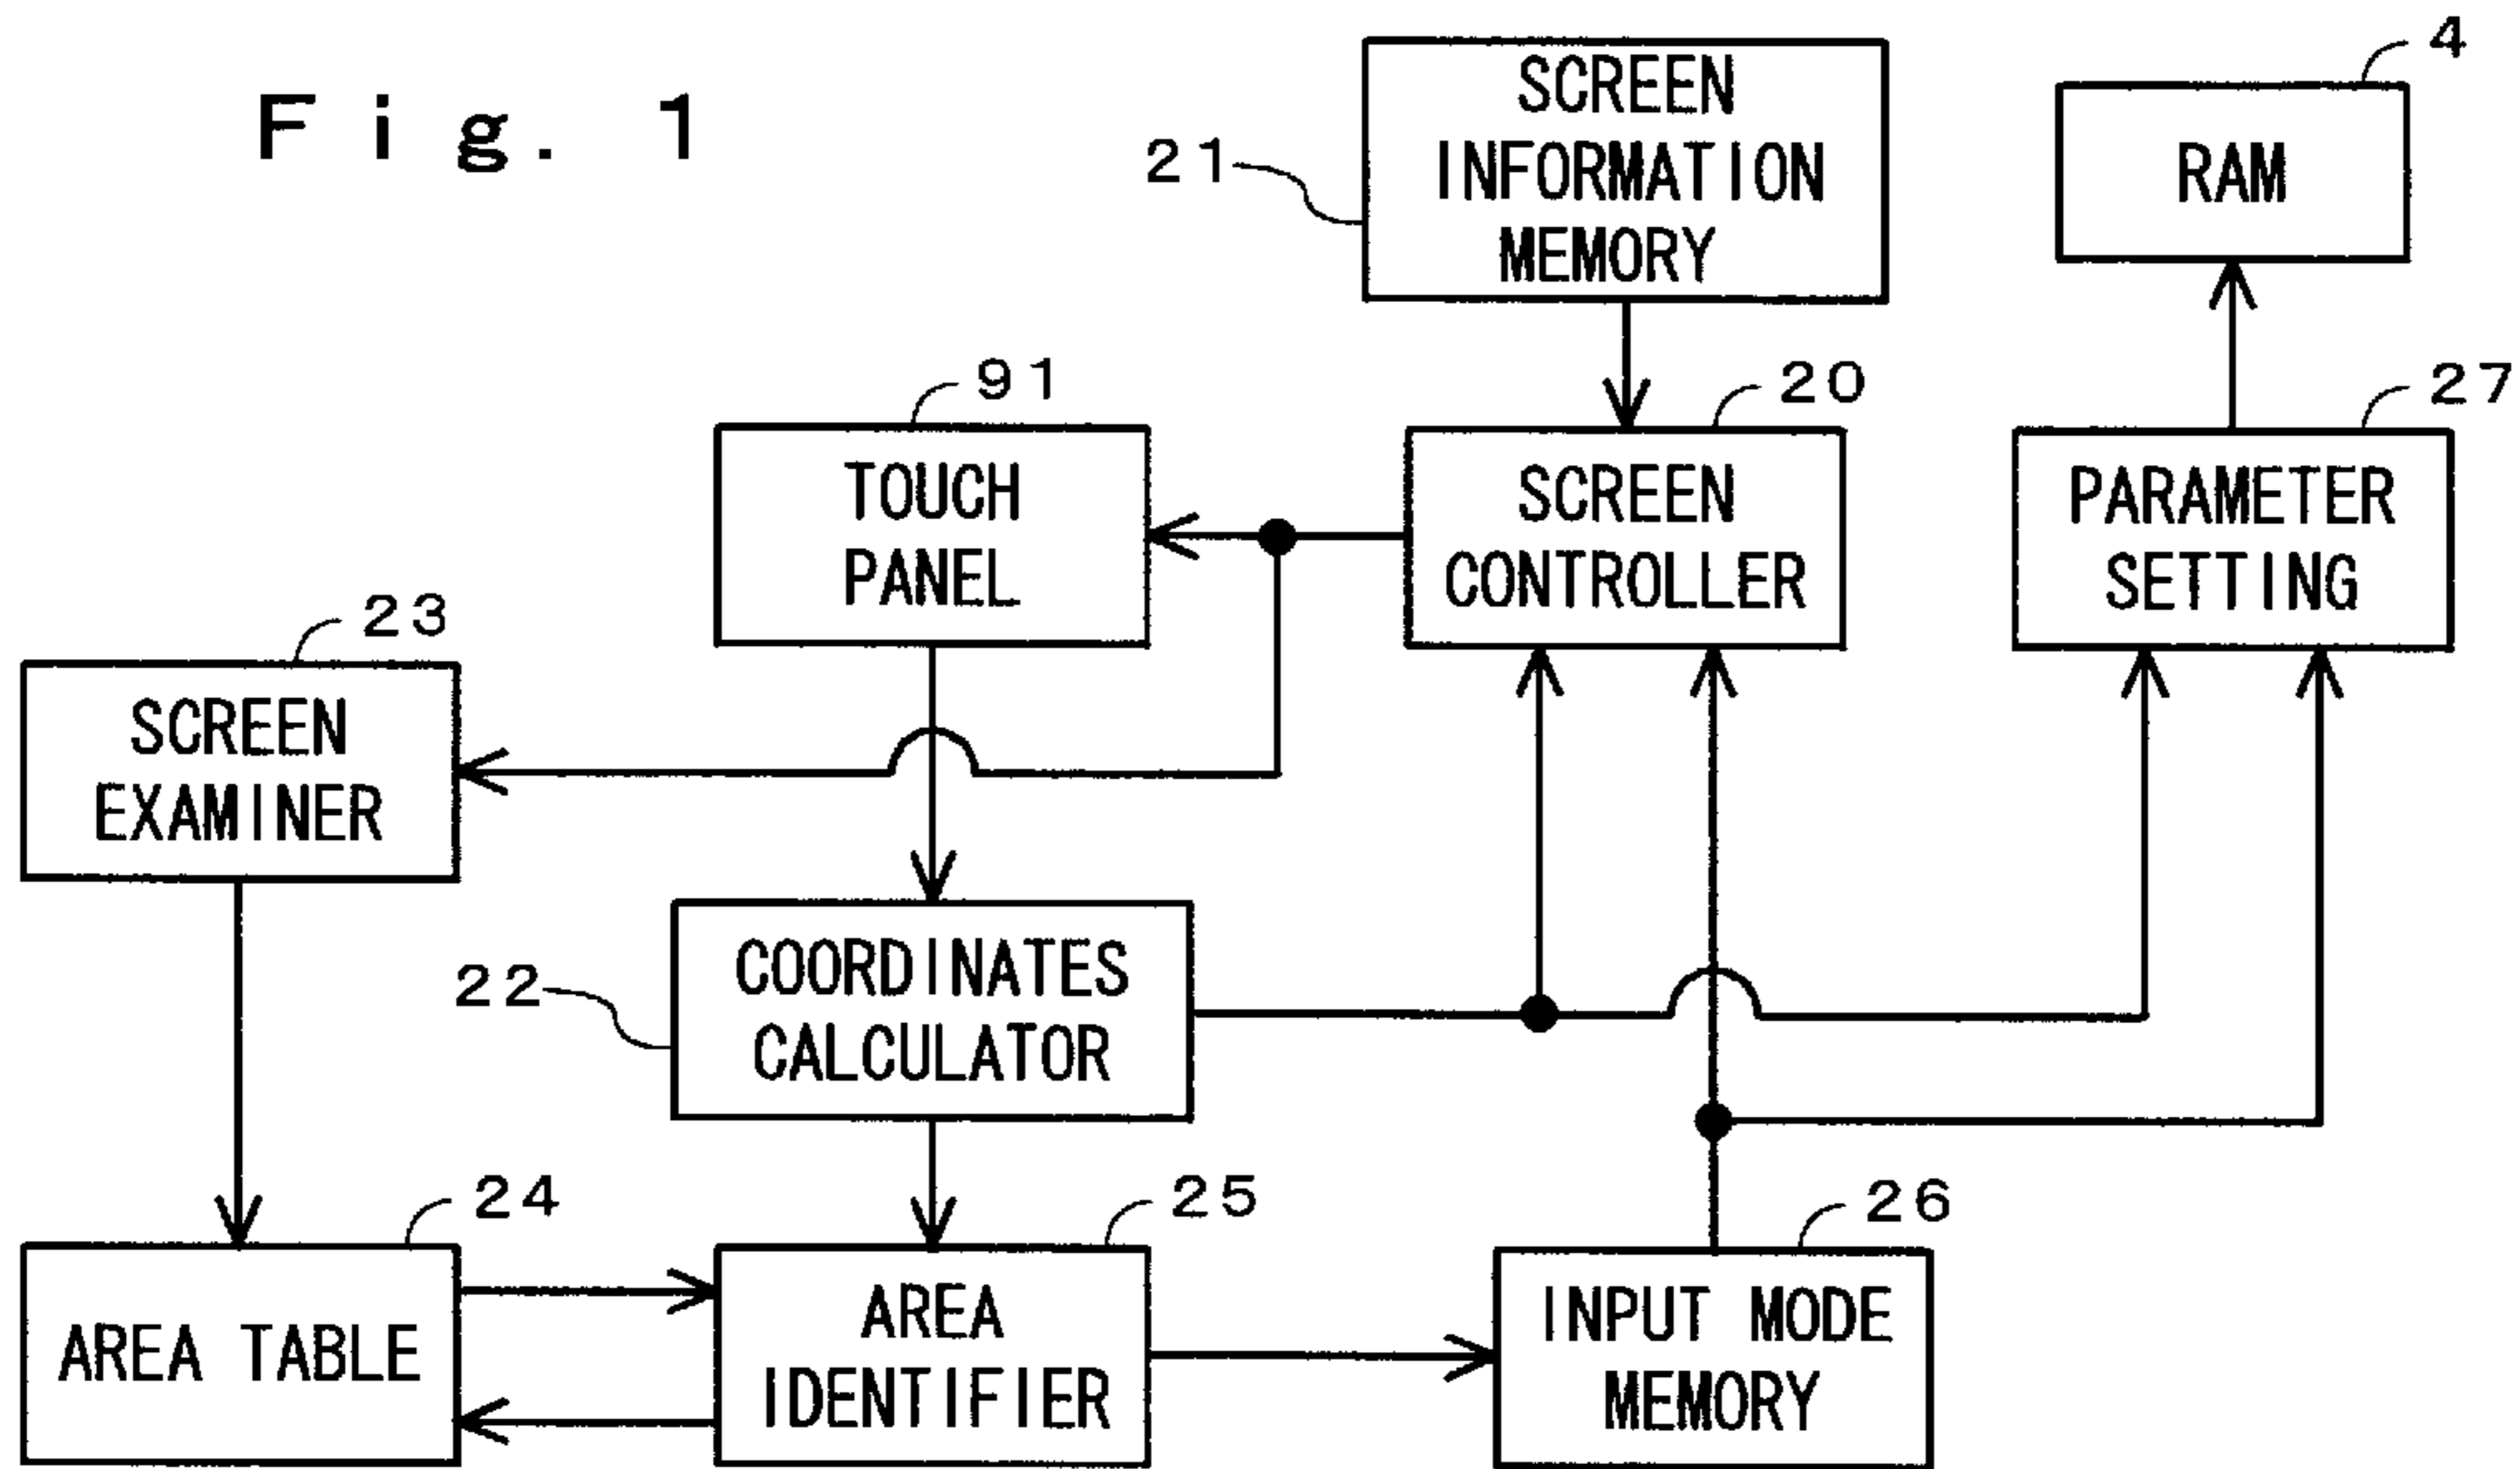 Fig. 1
SCREEN
INFORMATION
MEMORY
21
RAM
4
TOUCH
PANEL
91
SCREEN
CONTROLLER
20
PARAMETER
SETTING
27
SCREEN
EXAMINER
23
COORDINATES
CALCULATOR
22
AREA TABLE
24
AREA
IDENTIFIER
25
INPUT MODE
MEMORY
26